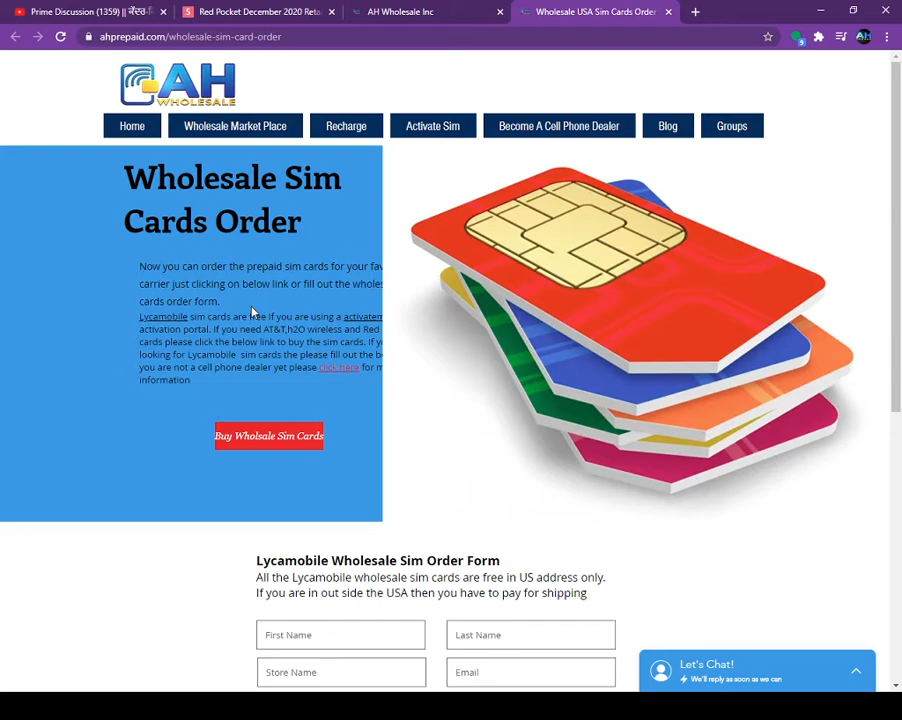 Prime Discussion (1359) ||
Red Pocket December 2020 Reta
AH Wholesale Inc
Wholesale USA Sim Cards Order
ahprepaid.com/wholesale-sim-card-order
9
AH
AH
WHOLESALE
Home
Wholesale Market Place
Recharge
Activate Sim
Become A Cell Phone Dealer
Blog
Groups
Wholesale Sim
Cards Order
Now you can order the prepaid sim cards for your fav
carrier just clicking on below link or fill out the wholes
cards order form.
Lycamobile sim cards are free If you are using a activatem
activation portal. If you need AT&T,h2O wireless and Red
cards please click the below link to buy the sim cards. If y
looking for Lycamobile sim cards the please fill out the b
you are not a cell phone dealer yet please click here for m
information
Buy Wholsale Sim Cards
Lycamobile Wholesale Sim Order Form
All the Lycamobile wholesale sim cards are free in US address only.
If you are in out side the USA then you have to pay for shipping
First Name
Last Name
Store Name
Email
Let's Chat!
We'll reply as soon as we can